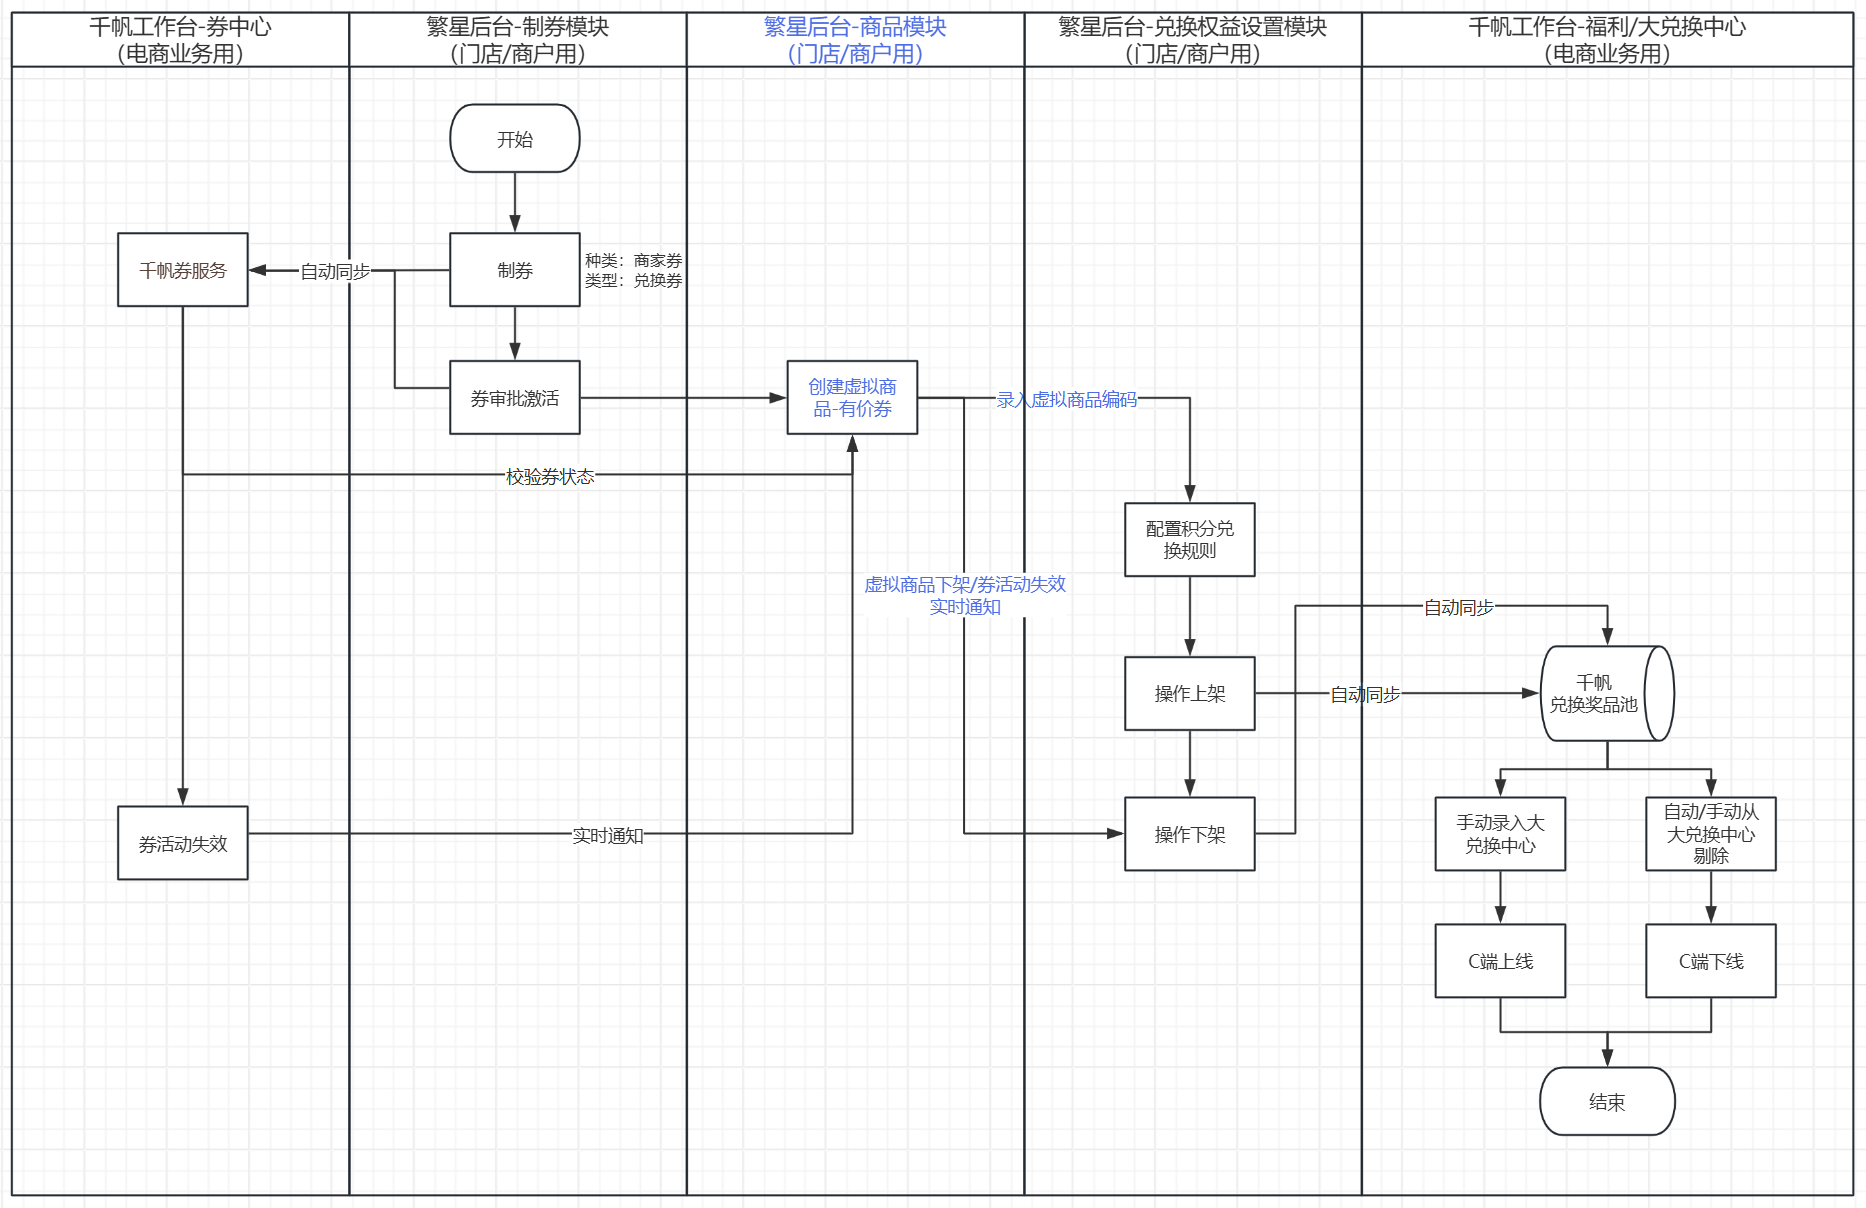 千帆工作台-券中心
（电商业务用）
繁星后台-制券模块
（门店/商户用）
繁星后台-商品模块
（门店/商户用）
繁星后台-兑换权益设置模块
（门店/商户用）
千帆工作台-福利/大兑换中心
（电商业务用）
开始
千帆券服务
自动同步
制券
种类：商家券
类型：兑换券
券审批激活
创建虚拟商
品-有价券
录入虚拟商品编码
校验券状态
配置积分兑
换规则
虚拟商品下架/券活动失效
实时通知
自动同步
操作上架
自动同步
千帆
兑换奖品池
券活动失效
实时通知
操作下架
手动录入大
兑换中心
自动/手动从
大兑换中心
剔除
C端上线
C端下线
结束